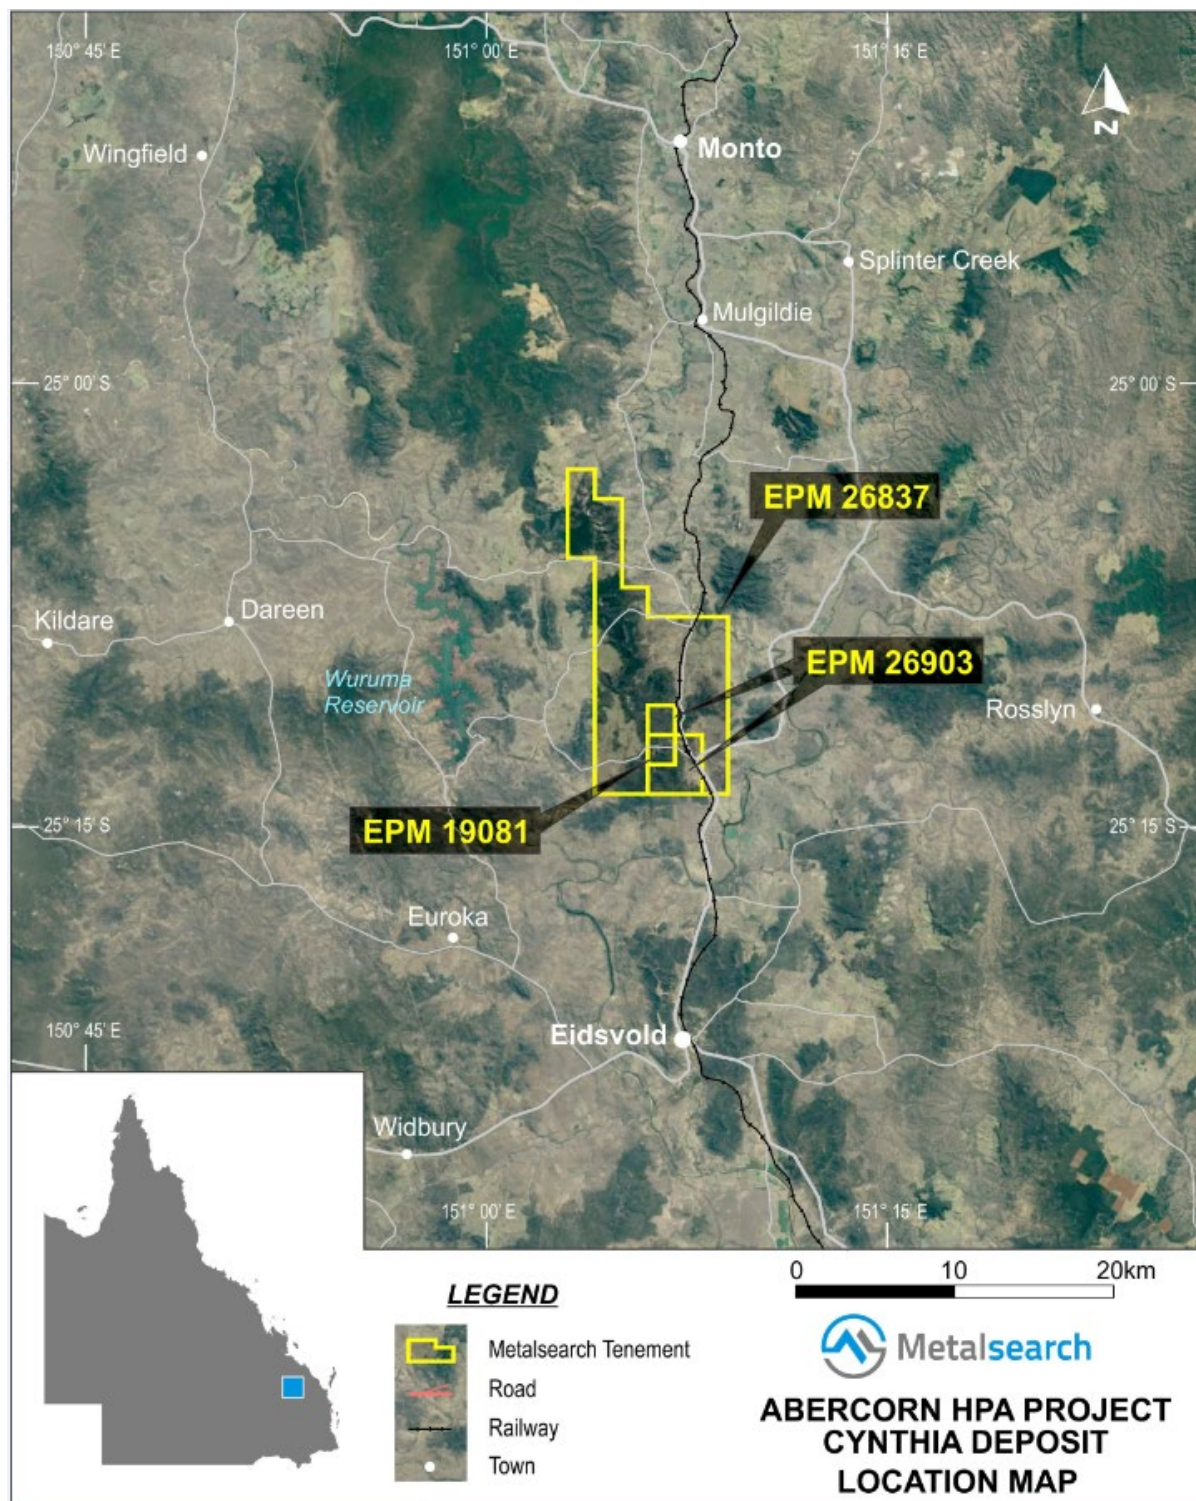 150° 45' E
151° 00' E
151° 15' E
N
Wingfield
Monto
Splinter Creek
Mulgildie
25° 00' S
25° 00' S
EPM 26837
Kildare
Dareen
EPM 26903
Wuruma
Reservoir
Rosslyn
EPM 19081
25° 15' S
25° 15' S
Euroka
Eidsvold
150° 45' E
Widbury
151° 00' E
151° 15' E
0 10 20km
LEGEND
Metalsearch Tenement
Road
Railway
Town
Metalsearch
ABERCORN HPA PROJECT
CYNTHIA DEPOSIT
LOCATION MAP